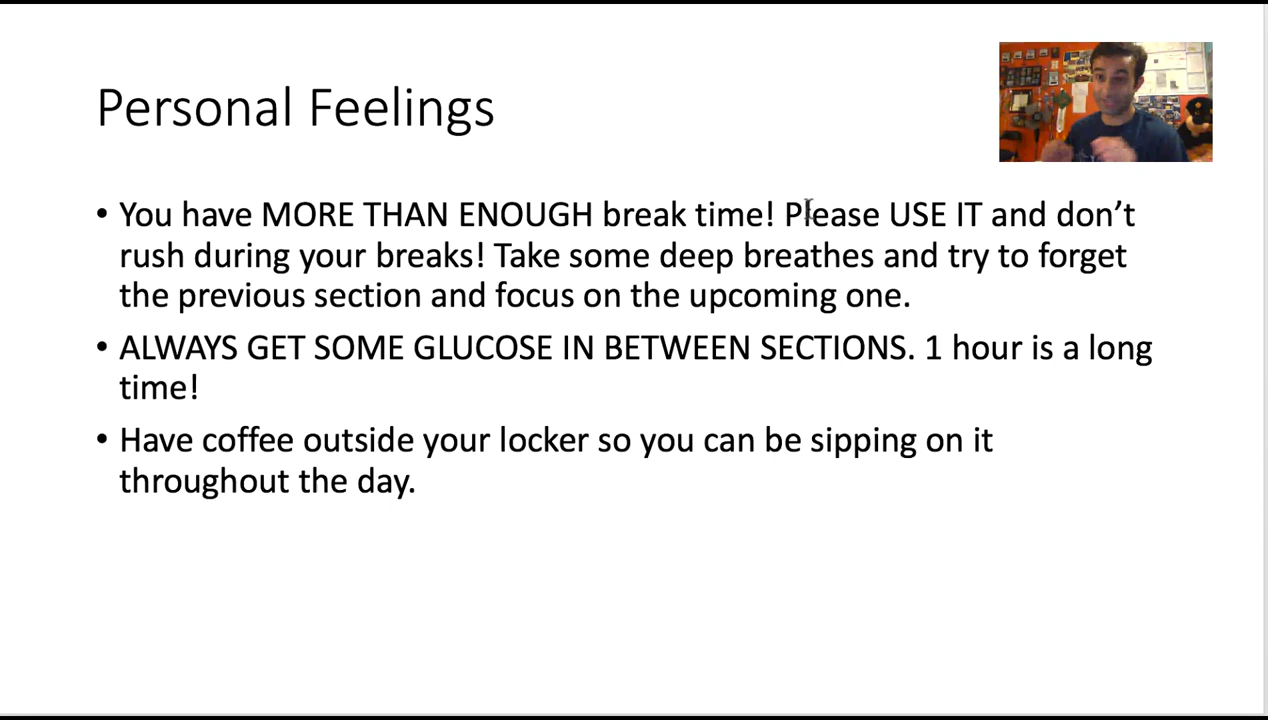 Personal Feelings
• You have MORE THAN ENOUGH break time! Please USE IT and don’t
rush during your breaks! Take some deep breathes and try to forget
the previous section and focus on the upcoming one.
• ALWAYS GET SOME GLUCOSE IN BETWEEN SECTIONS. 1 hour is a long
time!
• Have coffee outside your locker so you can be sipping on it
throughout the day.